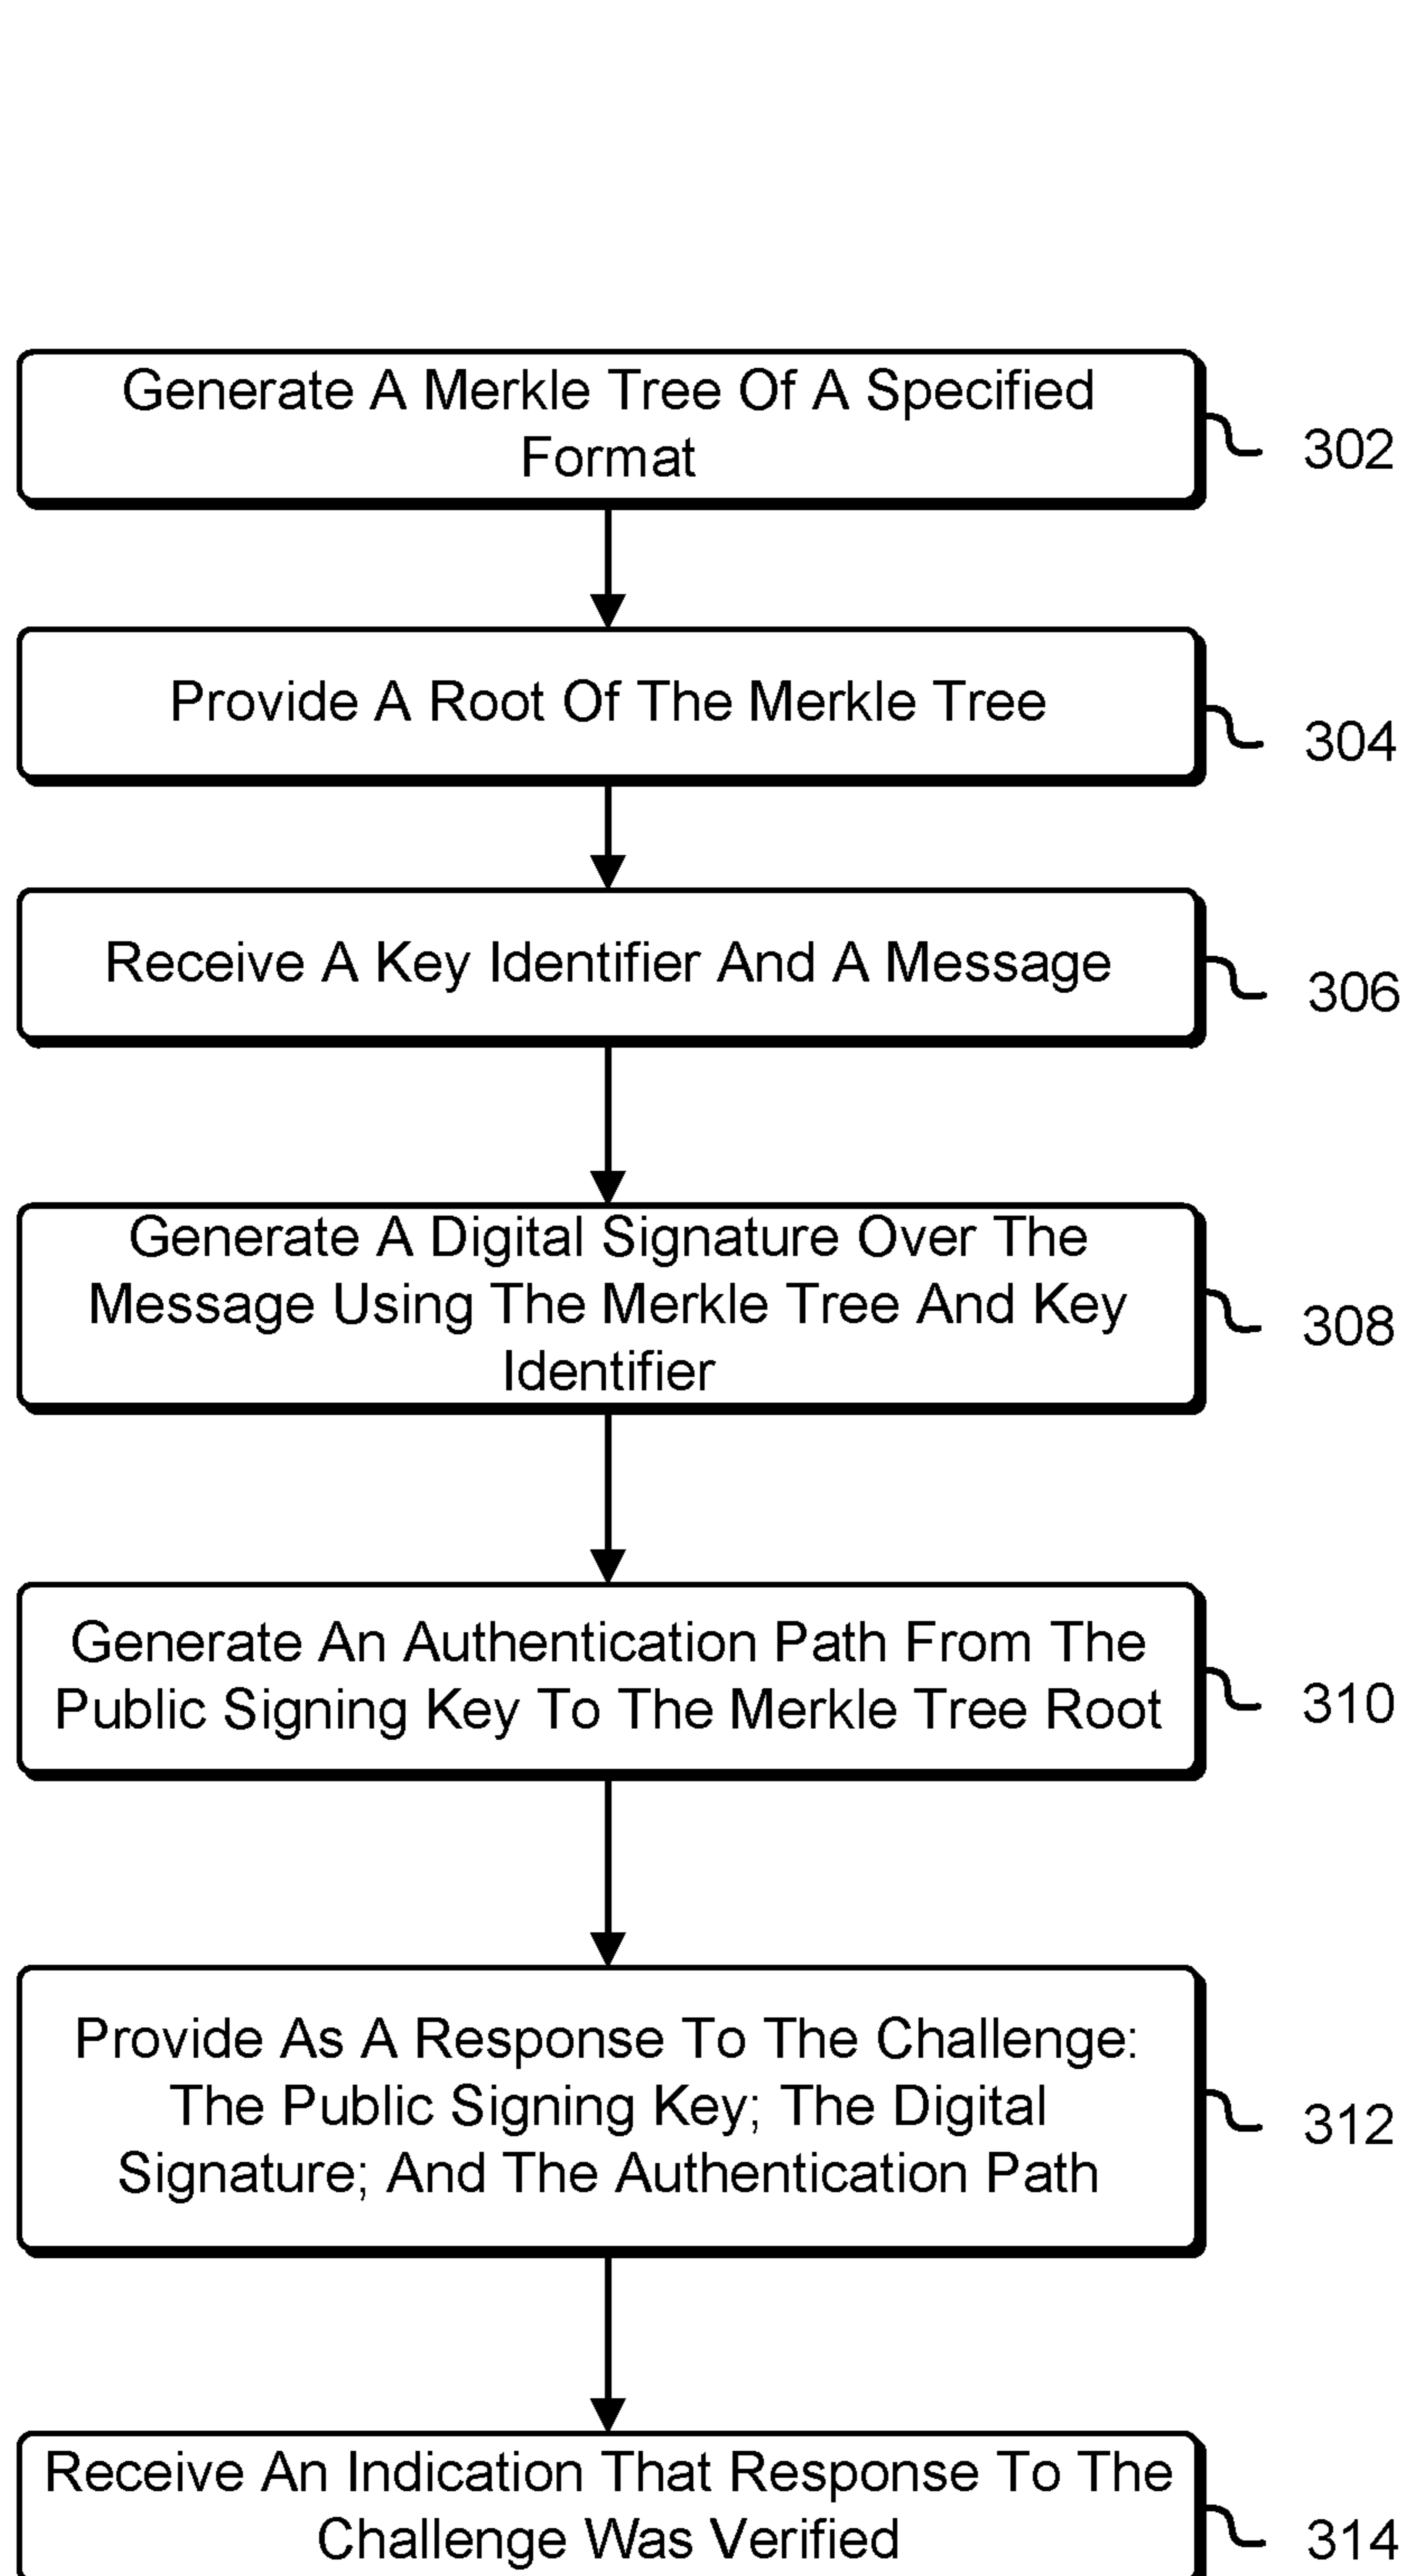 Generate A Merkle Tree Of A Specified
Format
302
Provide A Root Of The Merkle Tree
304
Receive A Key Identifier And A Message
306
Generate A Digital Signature Over The
Message Using The Merkle Tree And Key
Identifier
308
Generate An Authentication Path From The
Public Signing Key To The Merkle Tree Root
310
Provide As A Response To The Challenge:
The Public Signing Key; The Digital
Signature; And The Authentication Path
312
Receive An Indication That Response To The
Challenge Was Verified
314